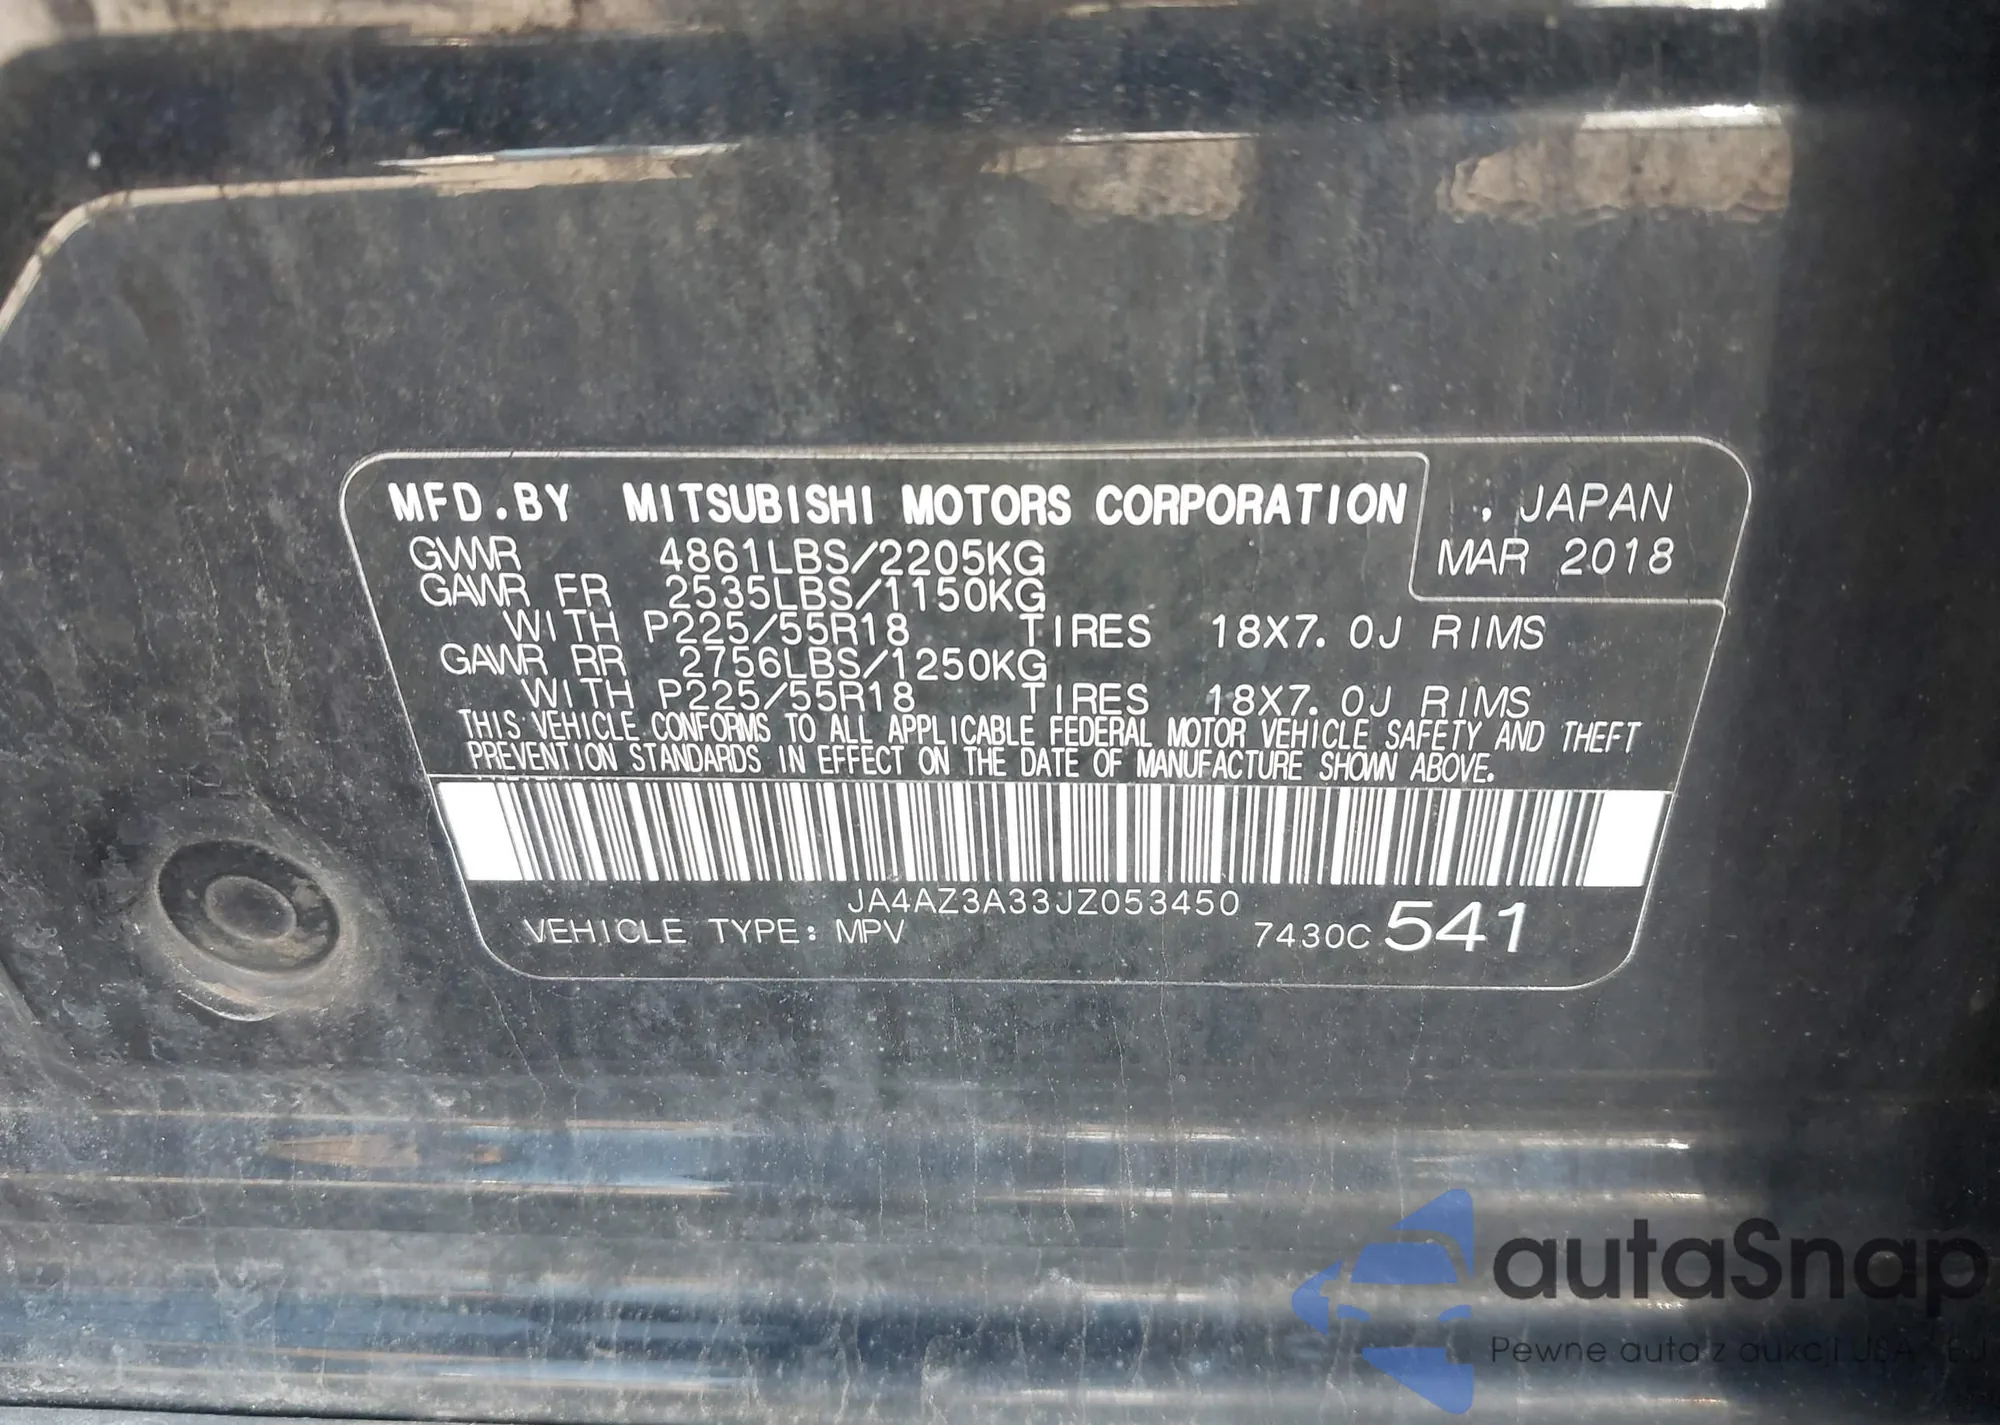 MFD.BY MITSUBISHI MOTORS CORPORATION , JAPAN
GVWR 4861LBS/2205KG MAR 2018
GAWR FR 2535LBS/1150KG
WITH P225/55R18 TIRES 18X7.0J RIMS
GAWR RR 2756LBS/1250KG
WITH P225/55R18 TIRES 18X7.0J RIMS
THIS VEHICLE CONFORMS TO ALL APPLICABLE FEDERAL MOTOR VEHICLE SAFETY AND THEFT
PREVENTION STANDARDS IN EFFECT ON THE DATE OF MANUFACTURE SHOWN ABOVE.
JA4AZ3A33JZ053450
VEHICLE TYPE: MPV 7430C 541
autaSnap
Pewne auta z aukcji